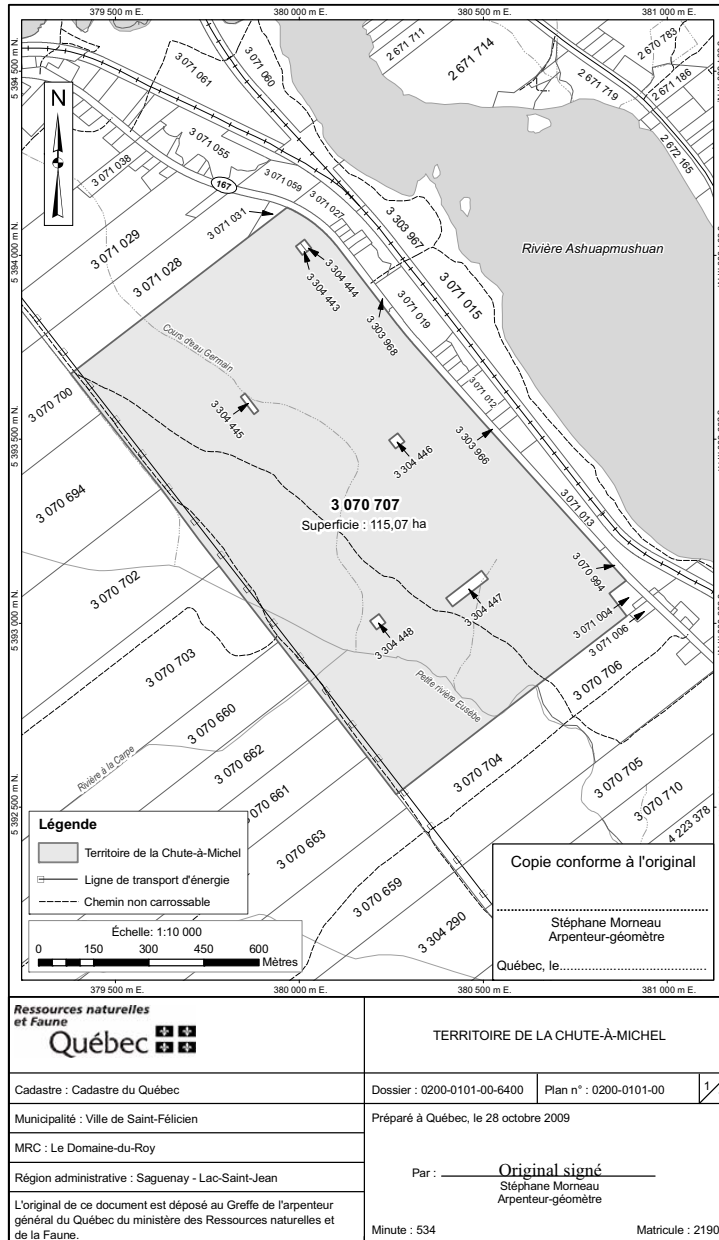 379 500 m E.
380 000 m E.
380 500 m E.
381 000 m E.
5 394 500 m N.
5 394 000 m N.
5 393 500 m N.
5 393 000 m N.
5 392 500 m N.
N
3 071 061
3 071 060
2 671 711
2 671 714
2 670 783
2 671 719
2 671 186
2 672 165
3 071 038
3 071 055
167
3 071 059
3 071 027
3 071 031
3 303 967
3 071 029
3 071 028
Rivière Ashuapmushuan
3 304 444
3 304 443
3 071 015
3 071 019
3 303 968
Cours d'eau Germain
3 070 700
3 304 445
3 071 012
3 304 446
3 303 966
3 070 694
3 070 707
Superficie : 115,07 ha
3 071 013
3 070 702
3 070 994
3 304 447
3 071 004
3 071 006
3 304 448
3 070 703
Petite rivière Eusèbe
3 070 706
3 070 660
Rivière à la Carpe
3 070 662
3 070 704
3 070 661
3 070 705
3 070 710
4 223 378
3 070 663
3 070 659
3 304 290
Légende
Territoire de la Chute-à-Michel
Ligne de transport d'énergie
Chemin non carrossable
Échelle: 1:10 000
0 150 300 450 600
Mètres
Copie conforme à l'original
Stéphane Morneau
Arpenteur-géomètre
Québec, le
379 500 m E.
380 000 m E.
380 500 m E.
381 000 m E.
Ressources naturelles
et Faune
Québec
TERRITOIRE DE LA CHUTE-À-MICHEL
Cadastre : Cadastre du Québec
Dossier : 0200-0101-00-6400
Plan n° : 0200-0101-00
Municipalité : Ville de Saint-Félicien
Préparé à Québec, le 28 octobre 2009
MRC : Le Domaine-du-Roy
Région administrative : Saguenay - Lac-Saint-Jean
Par : Original signé
Stéphane Morneau
Arpenteur-géomètre
L'original de ce document est déposé au Greffe de l'arpenteur
général du Québec du ministère des Ressources naturelles et
de la Faune.
Minute : 534
Matricule : 2190